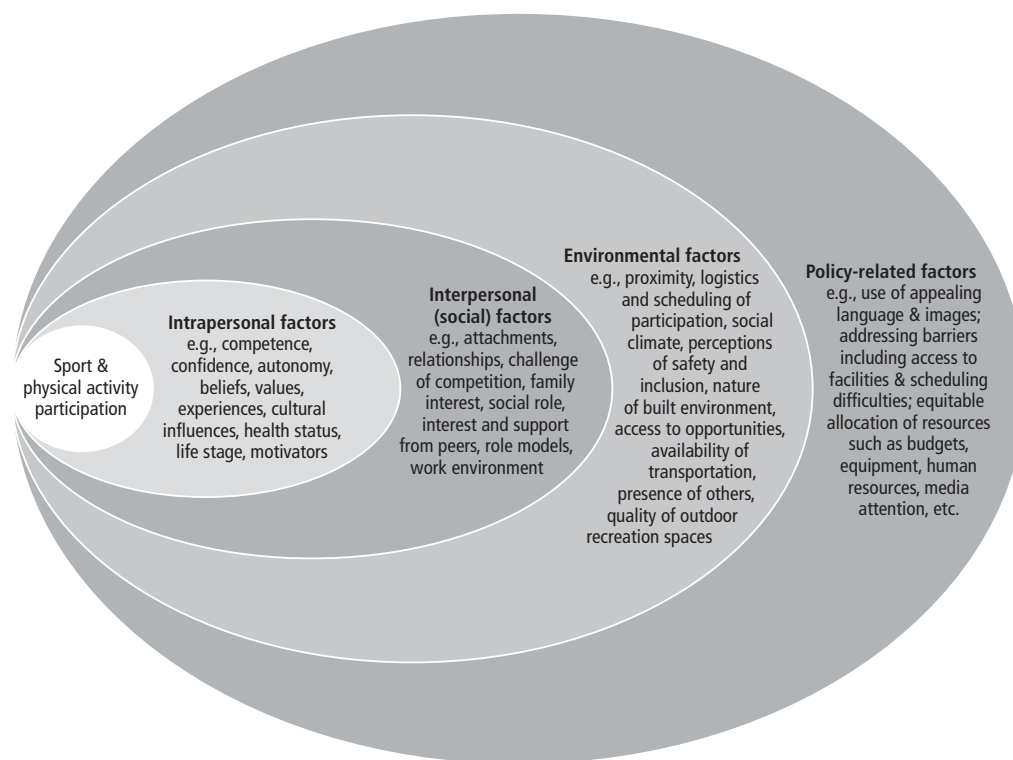 Sport &
physical activity
participation
Intrapersonal factors
e.g., competence,
confidence, autonomy,
beliefs, values,
experiences, cultural
influences, health status,
life stage, motivators
Interpersonal
(social) factors
e.g., attachments,
relationships, challenge
of competition, family
interest, social role,
interest and support
from peers, role models,
work environment
Environmental factors
e.g., proximity, logistics
and scheduling of
participation, social
climate, perceptions
of safety and
inclusion, nature
of built environment,
access to opportunities,
availability of
transportation,
presence of others,
quality of outdoor
recreation spaces
Policy-related factors
e.g., use of appealing
language & images;
addressing barriers
including access to
facilities & scheduling
difficulties; equitable
allocation of resources
such as budgets,
equipment, human
resources, media
attention, etc.